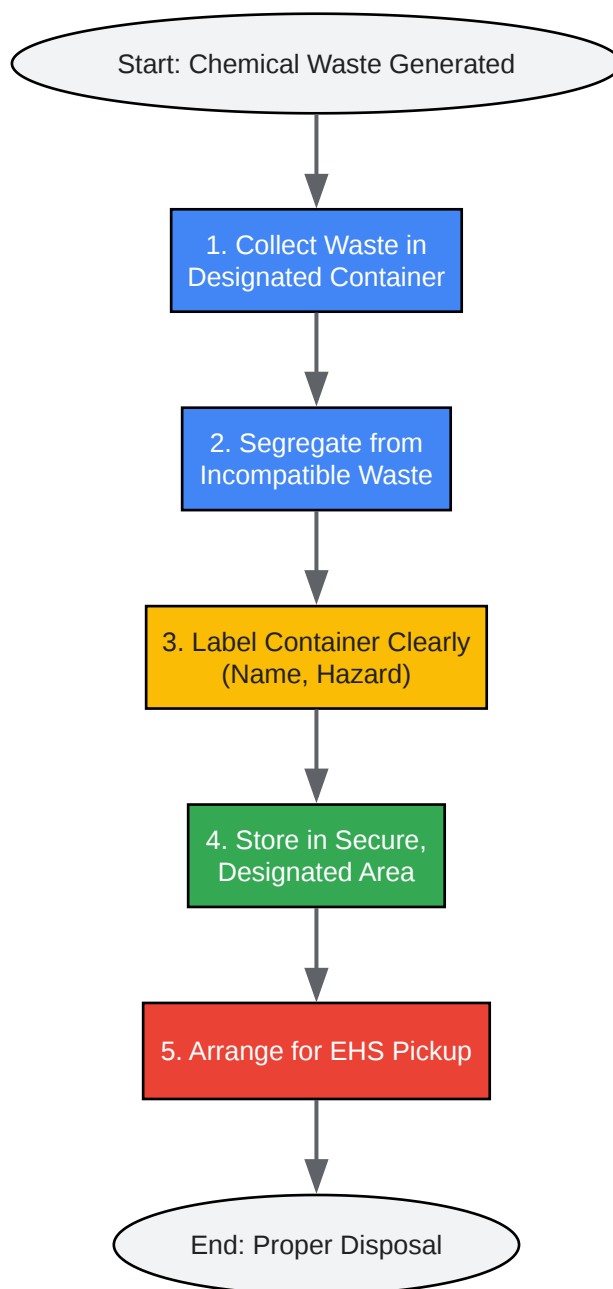 Start: Chemical Waste Generated
1. Collect Waste in
Designated Container
2. Segregate from
Incompatible Waste
3. Label Container Clearly
(Name, Hazard)
4. Store in Secure,
Designated Area
5. Arrange for EHS Pickup
End: Proper Disposal